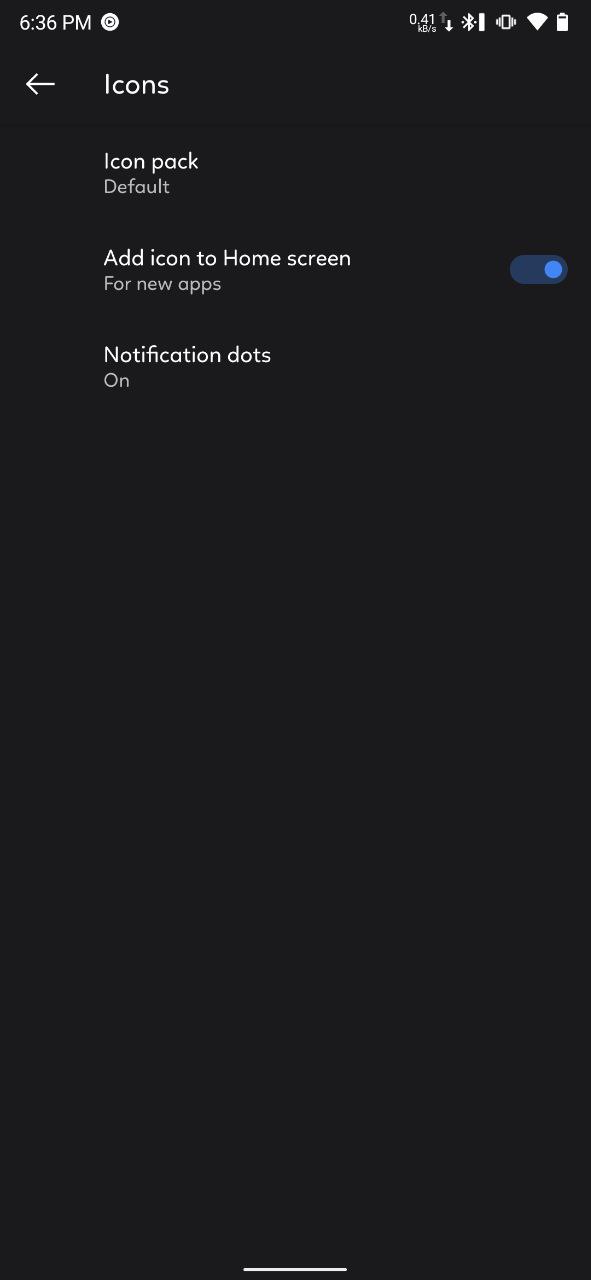 6:36 PM
0.41
kB/s
Icons
Icon pack
Default
Add icon to Home screen
For new apps
Notification dots
On